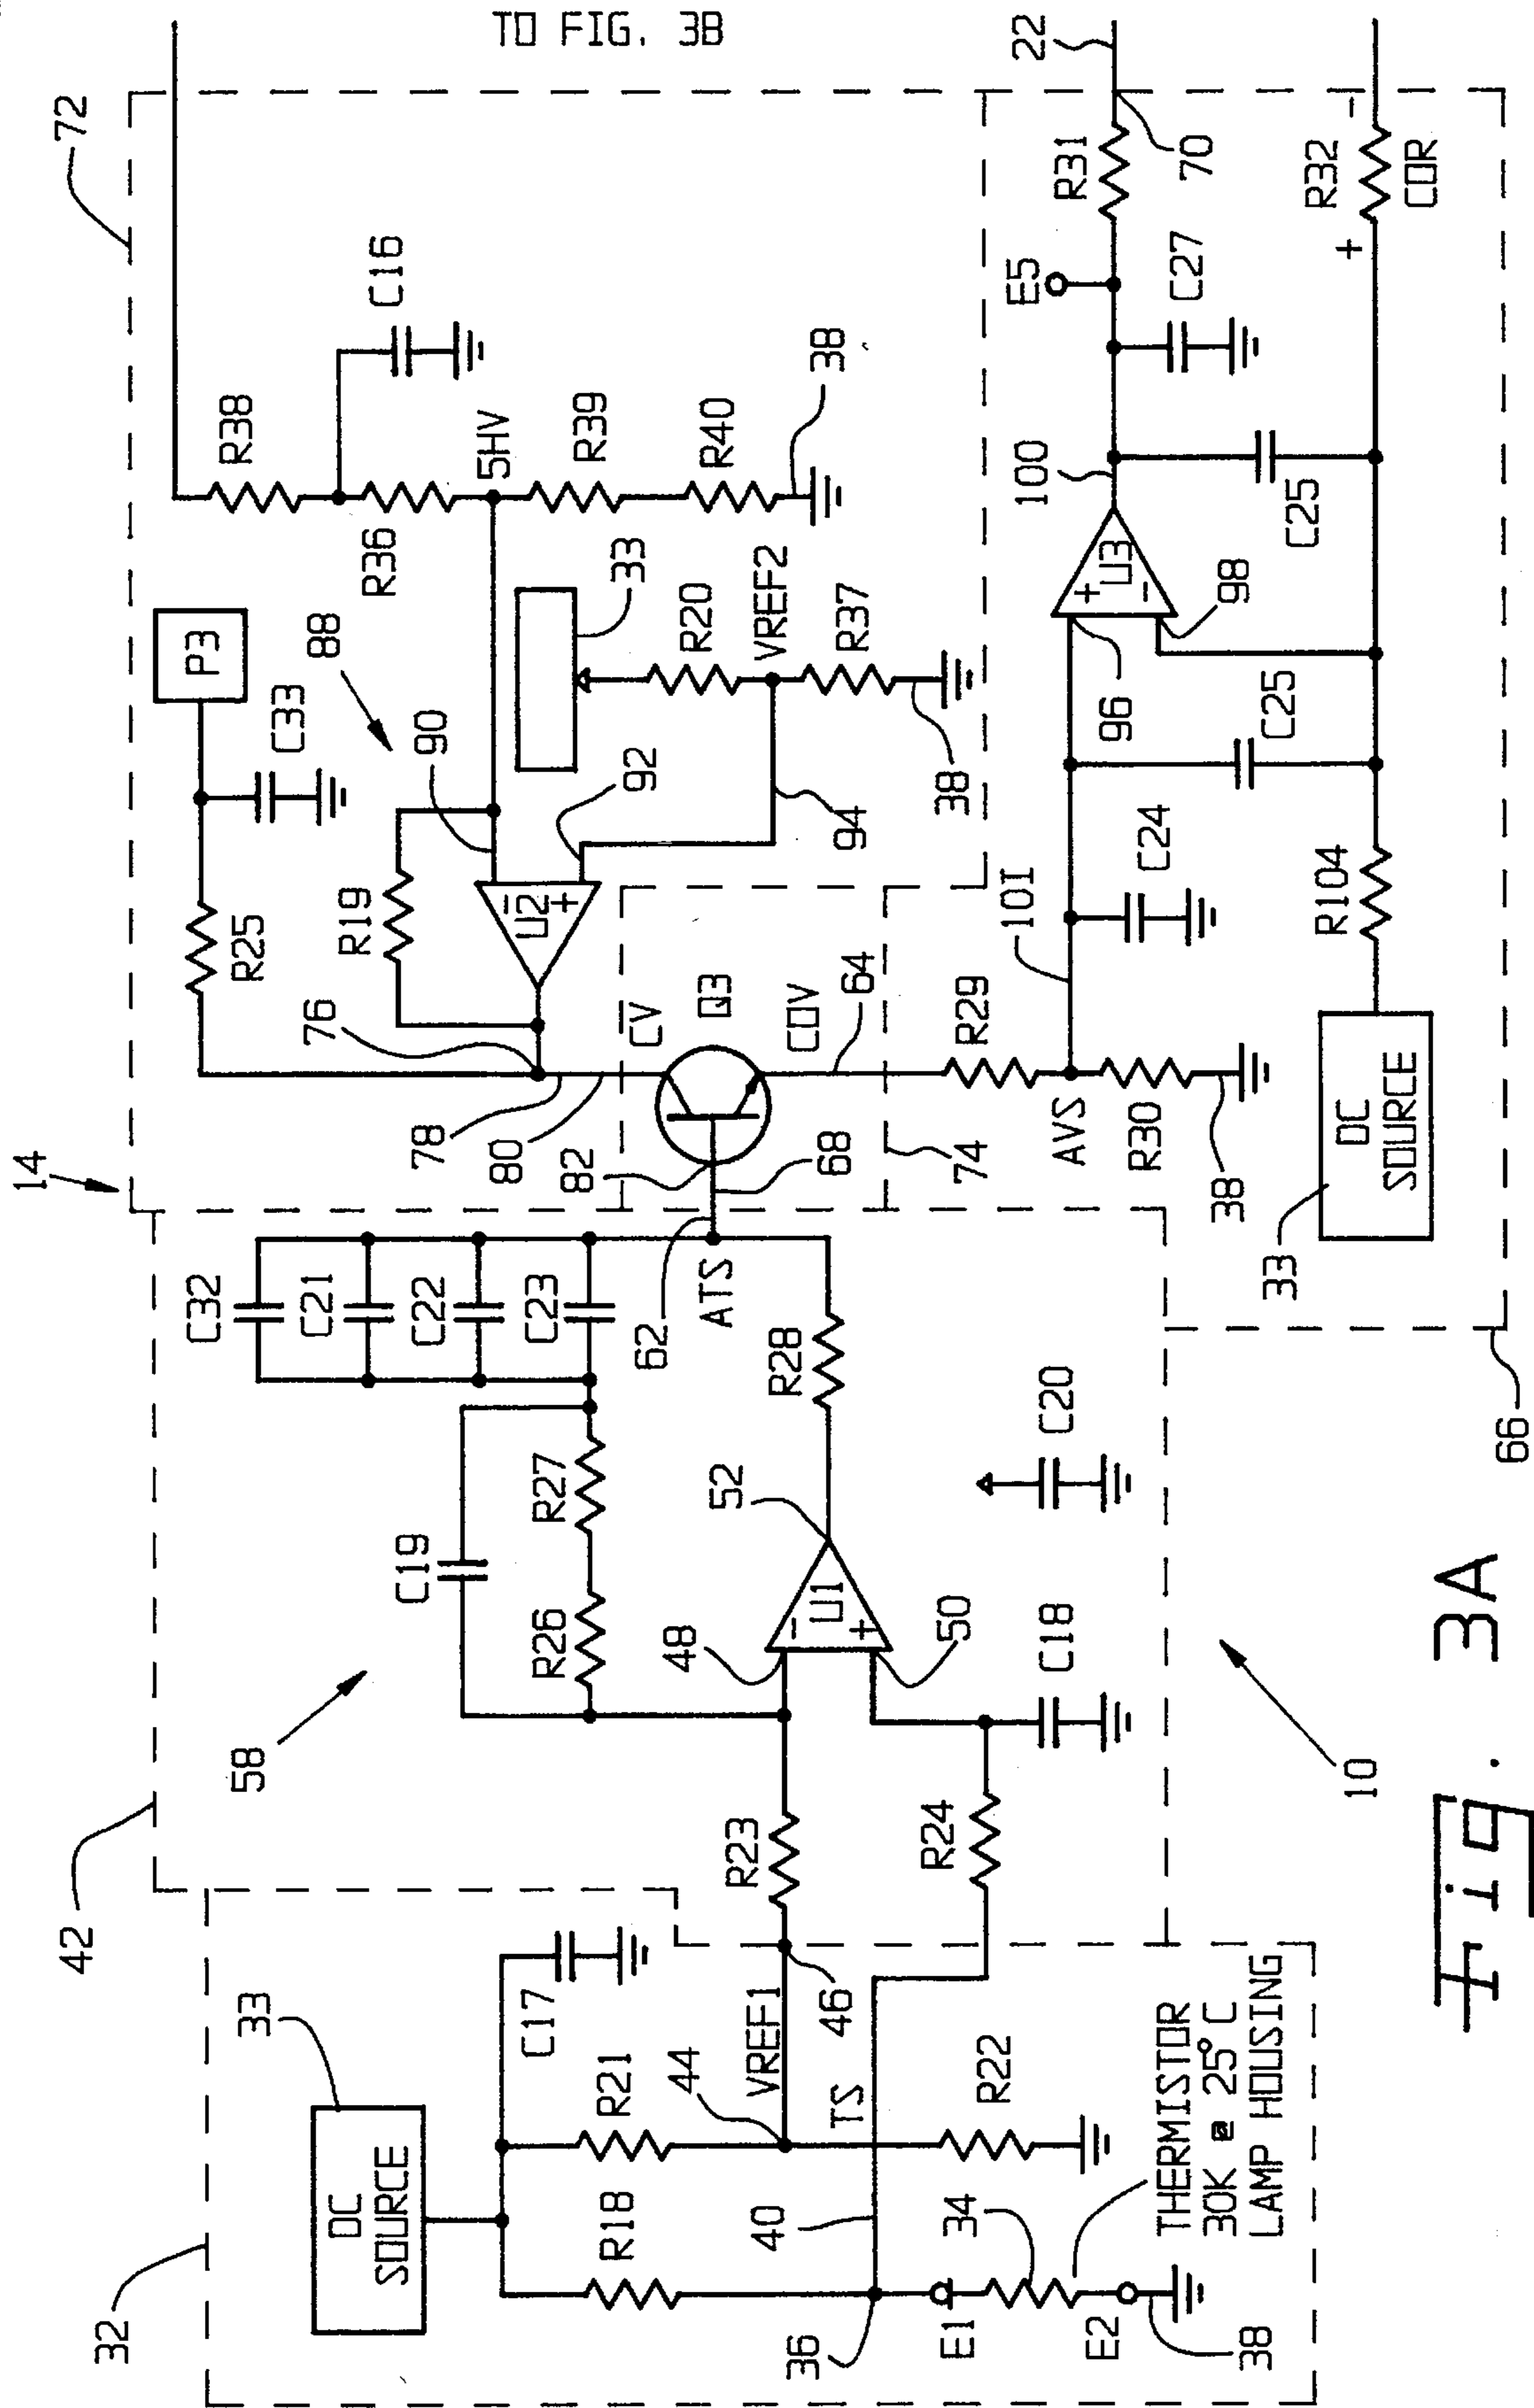 TO FIG. 3B
14
72
22
42
58
32
33
DC
SOURCE
C17
R18
R21
44
VREF1
46
TS
40
36
R22
34
E1
E2
38
THERMISTOR
30K @ 25°C
LAMP HOUSING
R23
R24
C19
R26
R27
C32
C21
C22
C23
48
U1
-
+
50
52
C18
C20
R28
62
ATS
10
P3
C33
R25
R19
76
78
80
82
88
90
92
94
U2
-
+
CV
Q3
COV
64
68
74
R38
C16
R36
5HV
R39
R40
38
33
R20
VREF2
R37
38
R29
AVS
R30
38
101
C24
C25
96
98
U3
+
-
100
C25
C27
E5
R31
70
R32
COR
+
-
R104
DC
SOURCE
33
66
Fig. 3A